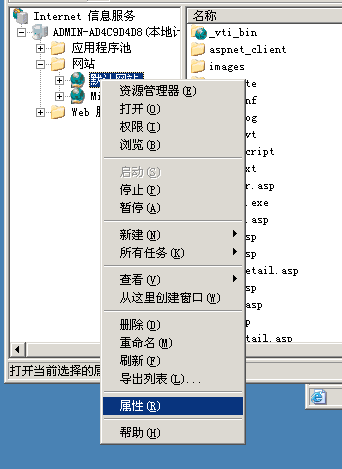 Internet 信息服务
名称
ADMIN-AD4C9D4D8(本地计
_vti_bin
应用程序池
aspnet_client
网站
images
Mi
Web 服
资源管理器(E)
打开(O)
权限(I)
浏览(B)
启动(S)
停止(P)
暂停(A)
新建(N)
所有任务(K)
查看(V)
从这里创建窗口(W)
删除(D)
重命名(M)
刷新(F)
导出列表(L)...
属性(R)
帮助(H)
nf
og
vt
cript
xt
r.asp
.exe
.asp
sp
sp
etail.asp
sp
asp
sp
tail.asp
打开当前选择的属